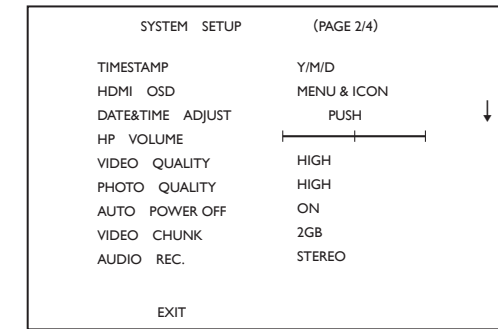 SYSTEM SETUP (PAGE 2/4)
TIMESTAMP Y/M/D
HDMI OSD MENU & ICON
DATE&TIME ADJUST PUSH
HP VOLUME
VIDEO QUALITY HIGH
PHOTO QUALITY HIGH
AUTO POWER OFF ON
VIDEO CHUNK 2GB
AUDIO REC. STEREO
EXIT